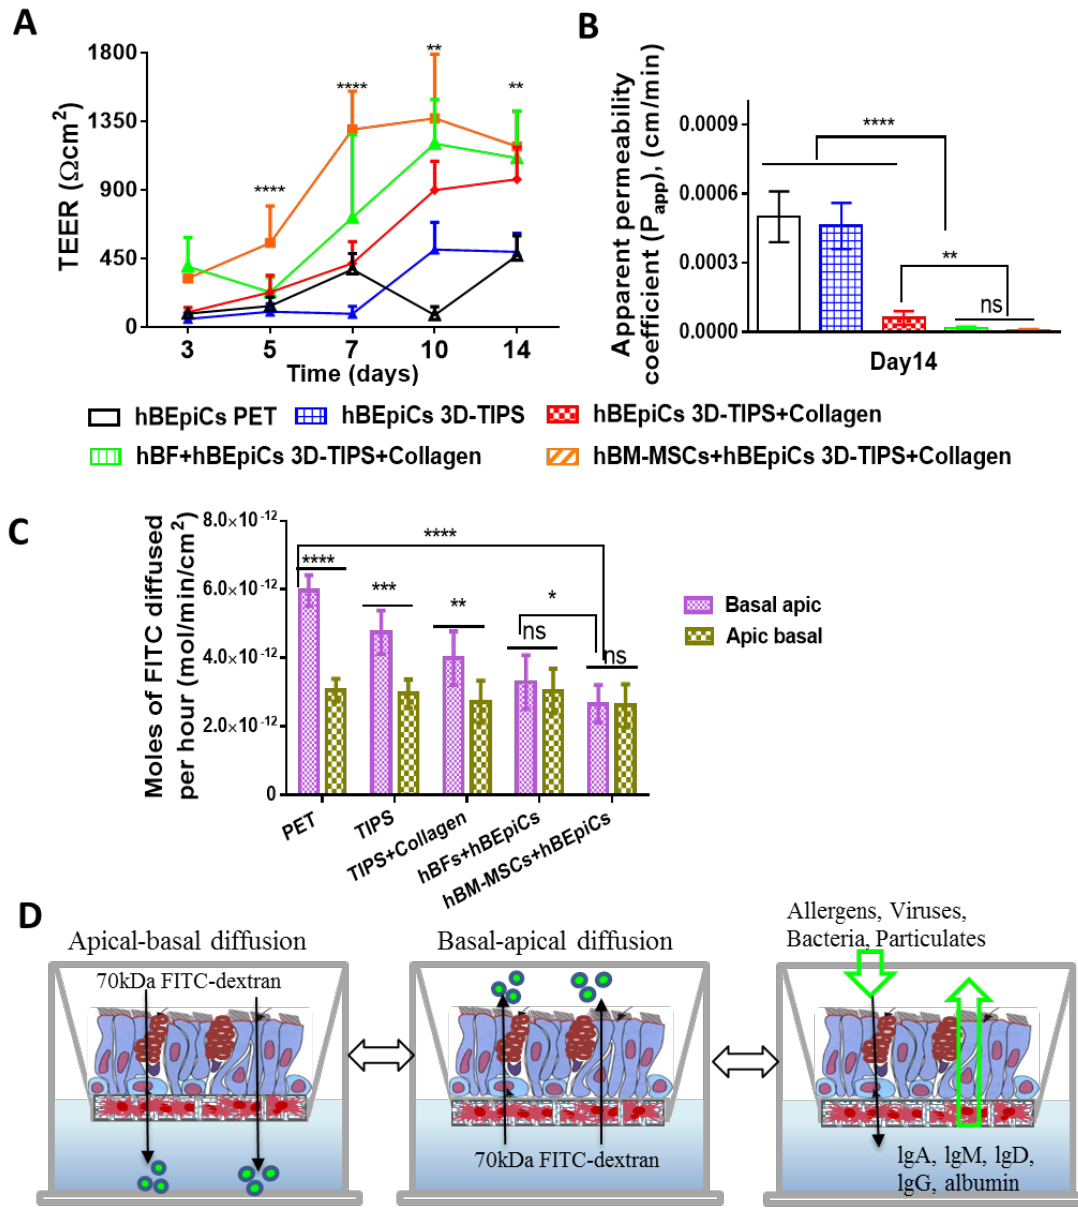 A
TEER (Ωcm2)
1800
1350
900
450
0
3 5 7 10 14
Time (days)
****
****
**
**
B
Apparent permeability
coefficient (Papp), (cm/min)
0.0009
0.0006
0.0003
0.0000
****
**
ns
Day14
hBEpiCs PET
hBEpiCs 3D-TIPS
hBEpiCs 3D-TIPS+Collagen
hBF+hBEpiCs 3D-TIPS+Collagen
hBM-MSCs+hBEpiCs 3D-TIPS+Collagen
C
Moles of FITC diffused
per hour (mol/min/cm2)
8.0×10-12
6.0×10-12
4.0×10-12
2.0×10-12
0
****
****
***
**
*
ns
ns
PET
TIPS
TIPS+Collagen
hBFs+hBEpiCs
hBM-MSCs+hBEpiCs
Basal apic
Apic basal
D
Apical-basal diffusion
70kDa FITC-dextran
Basal-apical diffusion
70kDa FITC-dextran
Allergens, Viruses,
Bacteria, Particulates
lgA, lgM, lgD,
lgG, albumin